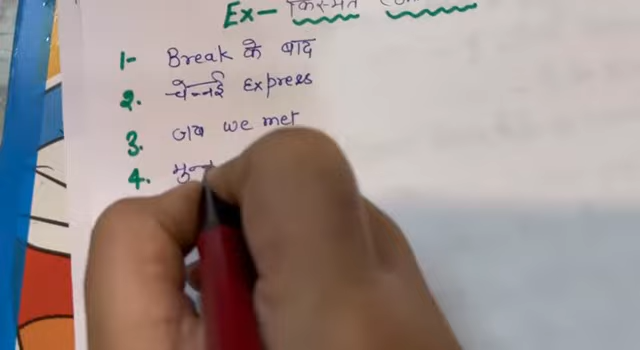 Ex- किस्मत
1- Break के बाद
2. चेन्नई Express
3. जब we met
4. मुन